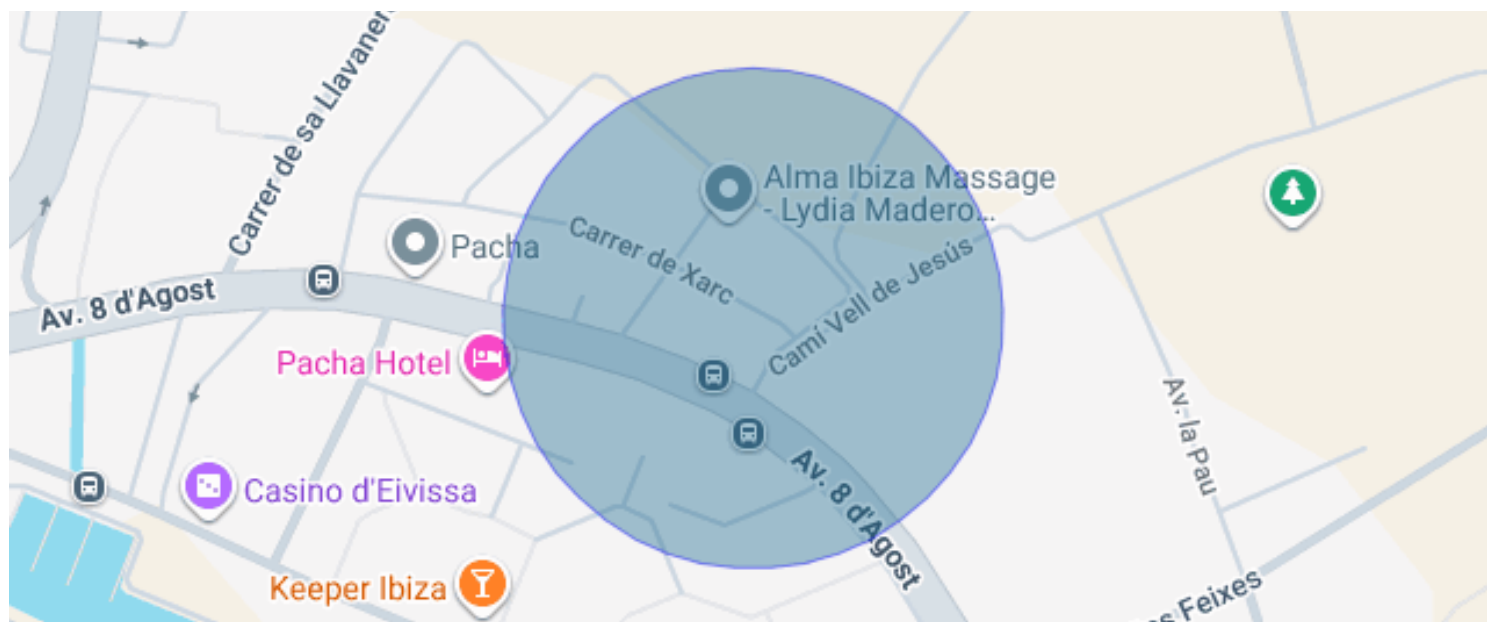 Carrer de sa Llavaner
Alma Ibiza Massage
- Lydia Madero...
Pacha
Carrer de Xarc
Camí Vell de Jesús
Av. 8 d'Agost
Pacha Hotel
Av. la Pau
Casino d'Eivissa
Av. 8 d'Agost
Keeper Ibiza
es Feixes